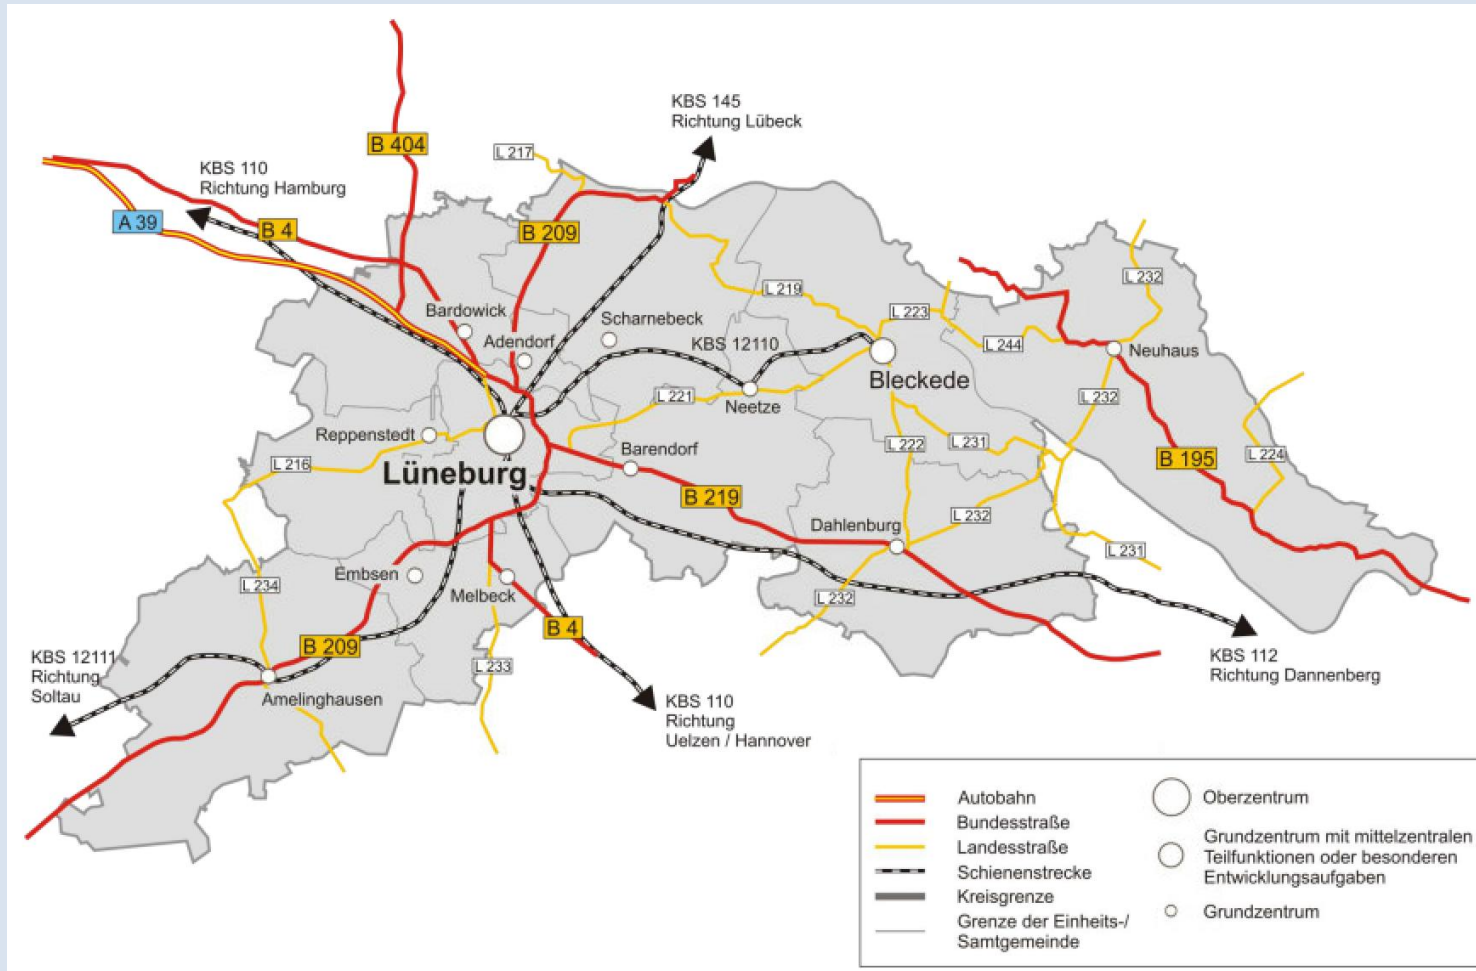 KBS 145
Richtung Lübeck
B 404
L 217
KBS 110
Richtung Hamburg
A 39
B 4
B 209
L 232
L 219
L 223
Bardowick
Scharnebeck
Adendorf
KBS 12110
L 244
Neuhaus
Bleckede
L 221
Neetze
L 232
Reppenstedt
L 216
Lüneburg
Barendorf
L 222
L 231
B 195
L 224
B 219
Dahlenburg
L 232
L 231
Embsen
L 234
Melbeck
L 232
B 4
B 209
L 233
KBS 12111
Richtung
Soltau
Amelinghausen
KBS 110
Richtung
Uelzen / Hannover
KBS 112
Richtung Dannenberg
Autobahn
Bundesstraße
Landesstraße
Schienenstrecke
Kreisgrenze
Grenze der Einheits-/
Samtgemeinde
Oberzentrum
Grundzentrum mit mittelzentralen
Teilfunktionen oder besonderen
Entwicklungsaufgaben
Grundzentrum